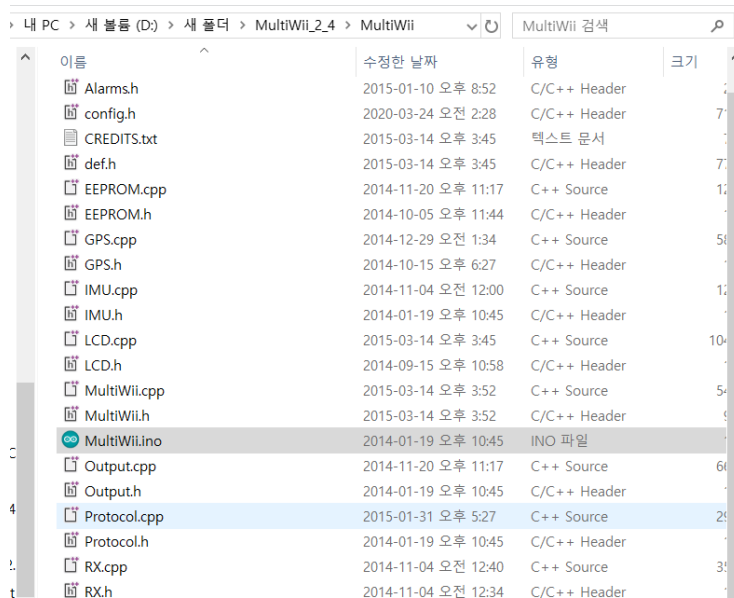 내 PC > 새 볼륨 (D:) > 새 폴더 > MultiWii_2_4 > MultiWii MultiWii 검색
이름 수정한 날짜 유형 크기
Alarms.h 2015-01-10 오후 8:52 C/C++ Header
config.h 2020-03-24 오전 2:28 C/C++ Header
CREDITS.txt 2015-03-14 오후 3:45 텍스트 문서
def.h 2015-03-14 오후 3:45 C/C++ Header
EEPROM.cpp 2014-11-20 오후 11:17 C++ Source
EEPROM.h 2014-10-05 오후 11:44 C/C++ Header
GPS.cpp 2014-12-29 오전 1:34 C++ Source
GPS.h 2014-10-15 오후 6:27 C/C++ Header
IMU.cpp 2014-11-04 오전 12:00 C++ Source
IMU.h 2014-01-19 오후 10:45 C/C++ Header
LCD.cpp 2015-03-14 오후 3:45 C++ Source
LCD.h 2014-09-15 오후 10:58 C/C++ Header
MultiWii.cpp 2015-03-14 오후 3:52 C++ Source
MultiWii.h 2015-03-14 오후 3:52 C/C++ Header
MultiWii.ino 2014-01-19 오후 10:45 INO 파일
Output.cpp 2014-11-20 오후 11:17 C++ Source
Output.h 2014-01-19 오후 10:45 C/C++ Header
Protocol.cpp 2015-01-31 오후 5:27 C++ Source
Protocol.h 2014-01-19 오후 10:45 C/C++ Header
RX.cpp 2014-11-04 오전 12:40 C++ Source
RX.h 2014-11-04 오전 12:34 C/C++ Header